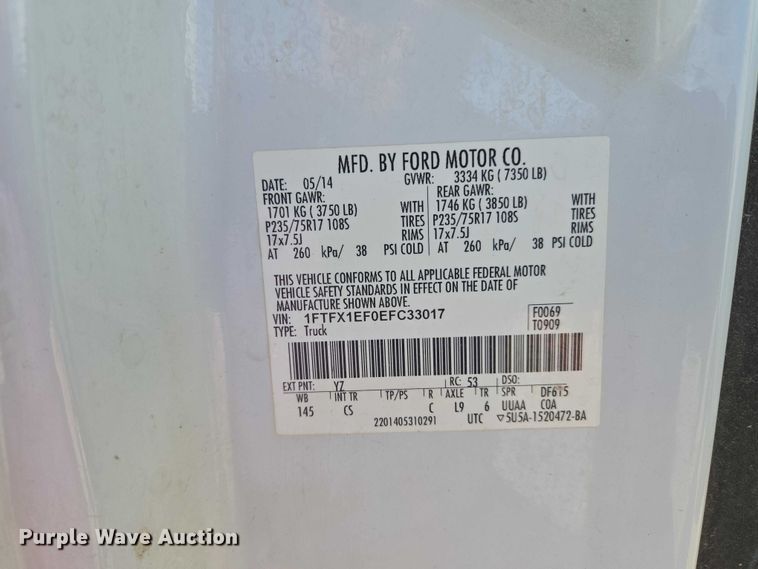 MFD. BY FORD MOTOR CO.
DATE: 05/14 GVWR: 3334 KG ( 7350 LB)
FRONT GAWR: REAR GAWR:
1701 KG ( 3750 LB) WITH 1746 KG ( 3850 LB) WITH
P235/75R17 108S TIRES P235/75R17 108S TIRES
17x7.5J RIMS 17x7.5J RIMS
AT 260 kPa/ 38 PSI COLD AT 260 kPa/ 38 PSI COLD
THIS VEHICLE CONFORMS TO ALL APPLICABLE FEDERAL MOTOR
VEHICLE SAFETY STANDARDS IN EFFECT ON THE DATE OF
MANUFACTURE SHOWN ABOVE.
VIN: 1FTFX1EF0EFC33017 F0069
TYPE: Truck T0909
EXT PNT: YZ RC: 53 DSO:
WB INT TR TP/PS R AXLE TR SPR DF6T5
145 CS C L9 6 UUAA COA
2201405310291 UTC ▽5U5A-1520472-BA
Purple Wave Auction